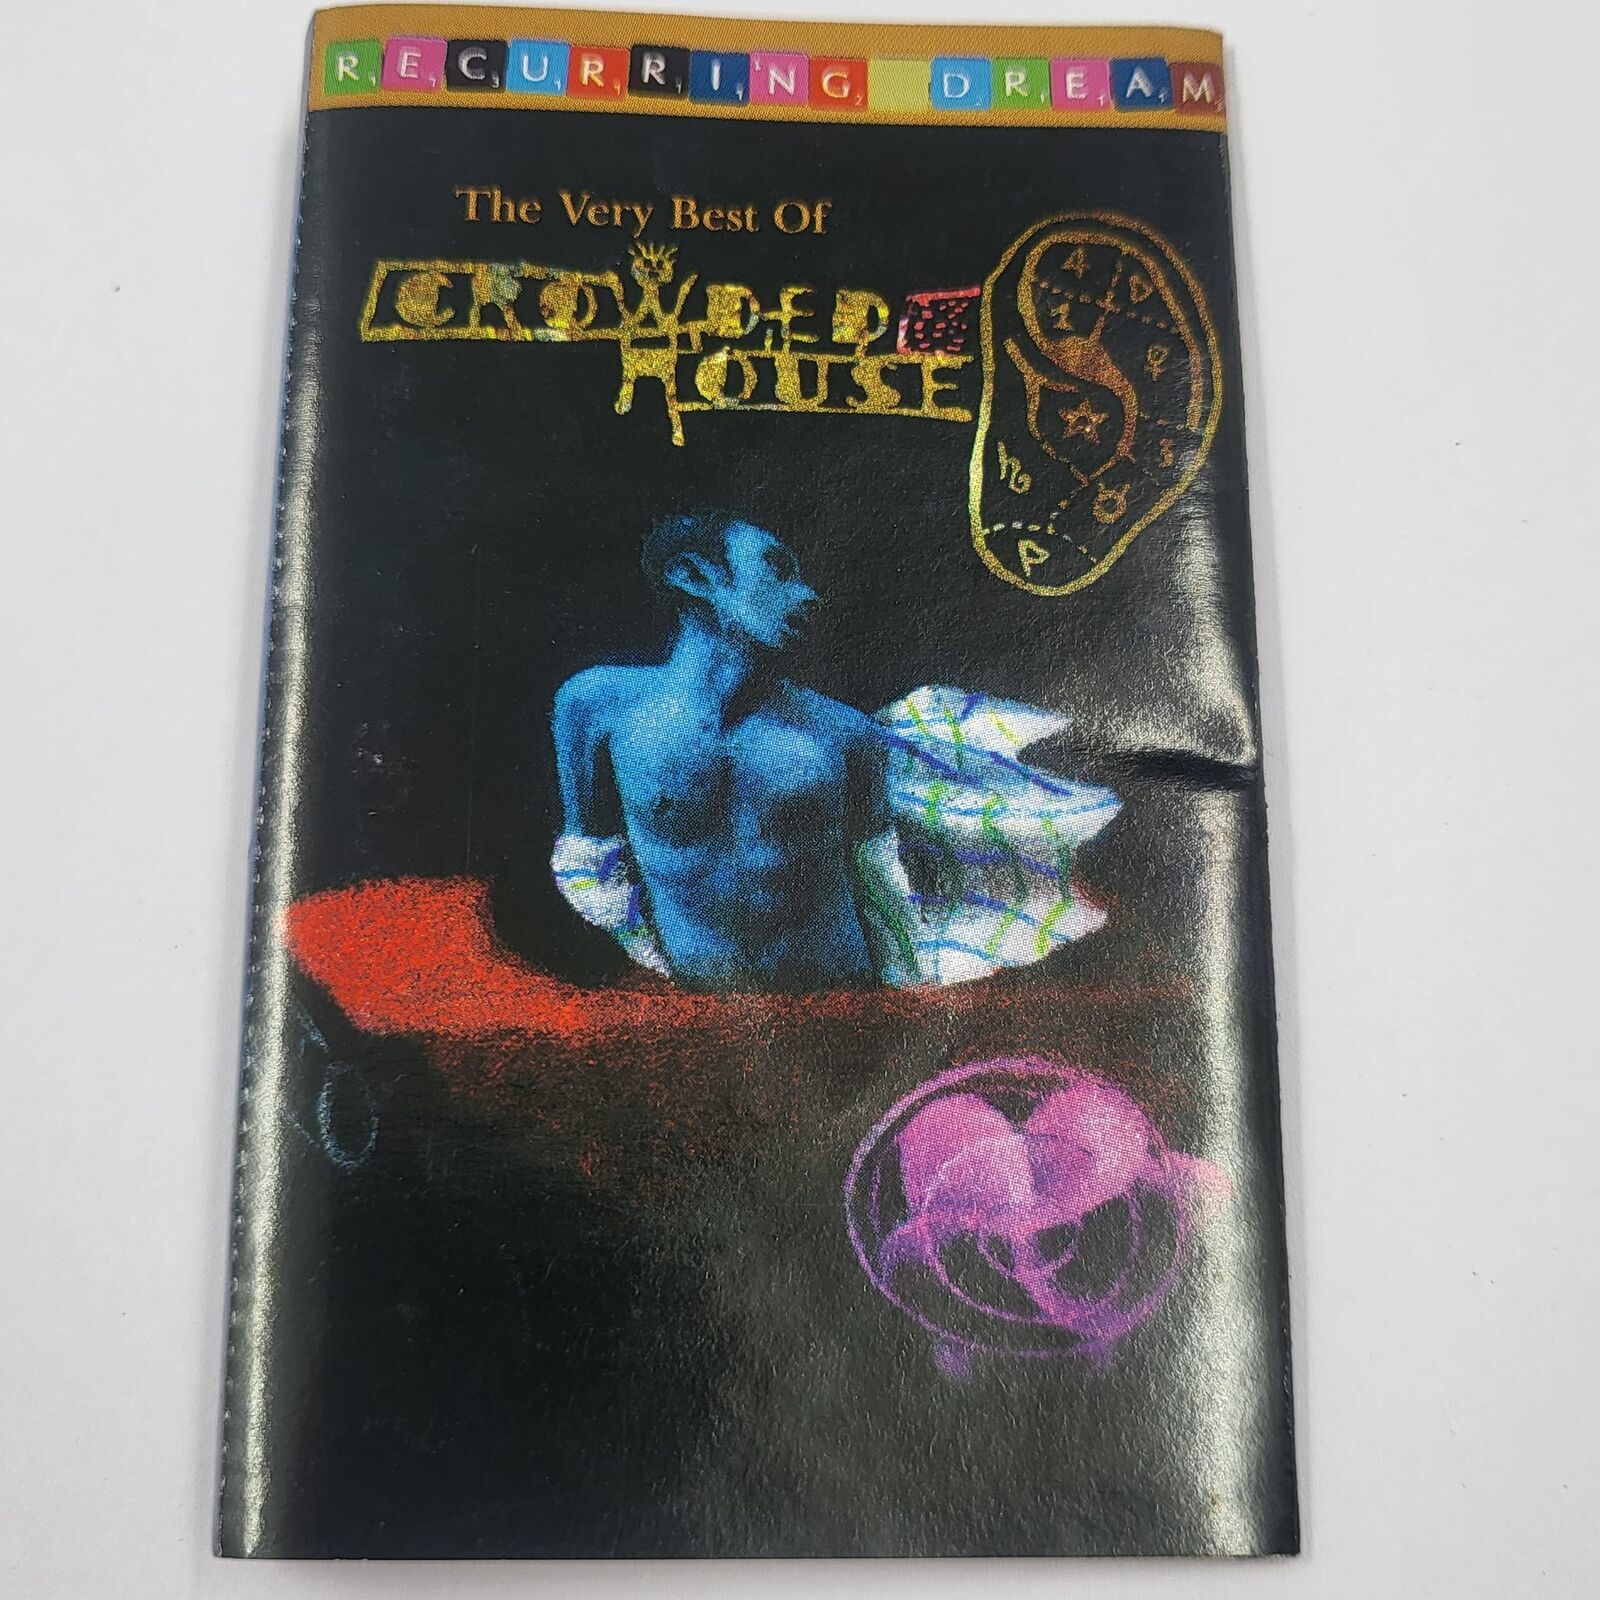 RECURRING DREAM
The Very Best Of
CROWDED
HOUSE